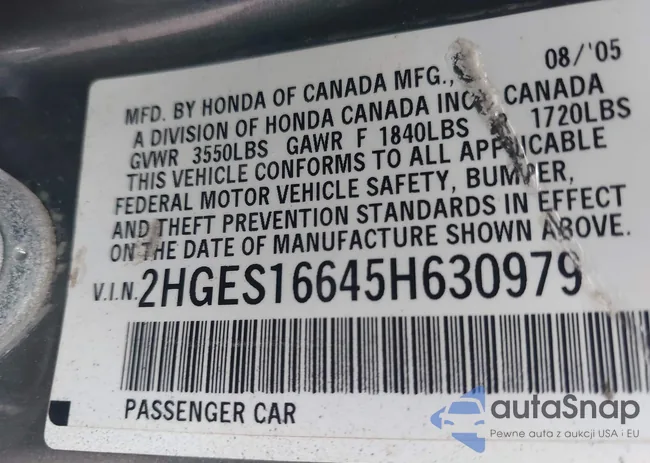 08/'05
MFD. BY HONDA OF CANADA MFG.,
A DIVISION OF HONDA CANADA INC., CANADA
GVWR 3550LBS GAWR F 1840LBS 1720LBS
THIS VEHICLE CONFORMS TO ALL APPLICABLE
FEDERAL MOTOR VEHICLE SAFETY, BUMPER,
AND THEFT PREVENTION STANDARDS IN EFFECT
ON THE DATE OF MANUFACTURE SHOWN ABOVE.
V.I.N. 2HGES16645H630979
PASSENGER CAR
autaSnap
Pewne auta z aukcji USA i EU